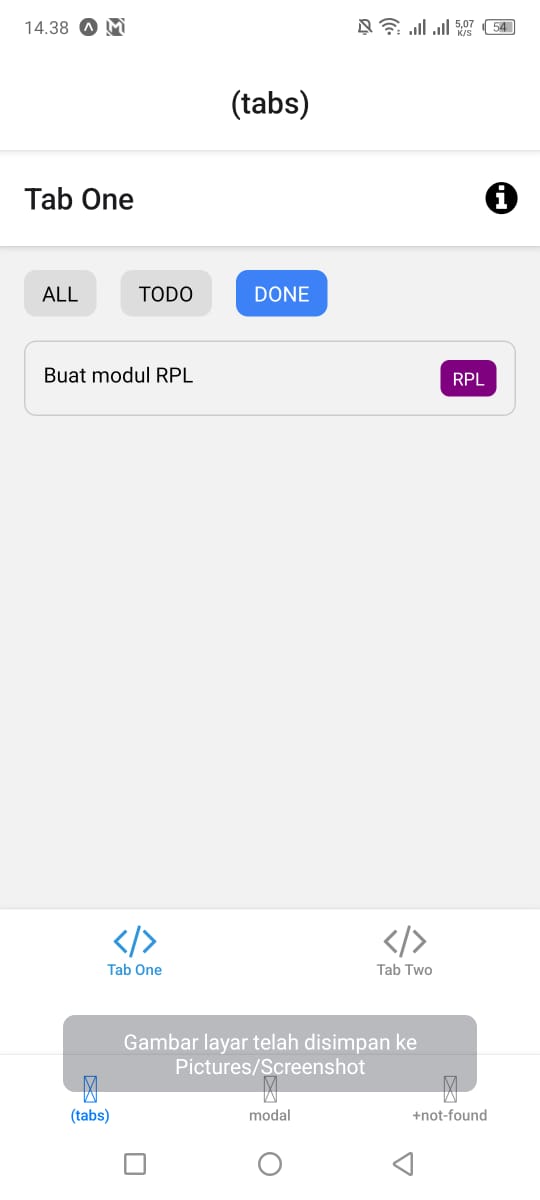 14.38
5,07
K/S
54
(tabs)
Tab One
ALL
TODO
DONE
Buat modul RPL
RPL
Tab One
Tab Two
Gambar layar telah disimpan ke
Pictures/Screenshot
(tabs)
modal
+not-found